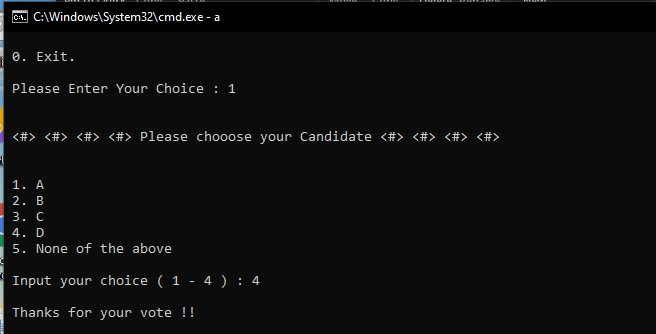 C:\Windows\System32\cmd.exe - a
0. Exit.
Please Enter Your Choice : 1
<#> <#> <#> <#> Please chooose your Candidate <#> <#> <#> <#>
1. A
2. B
3. C
4. D
5. None of the above
Input your choice ( 1 - 4 ) : 4
Thanks for your vote !!